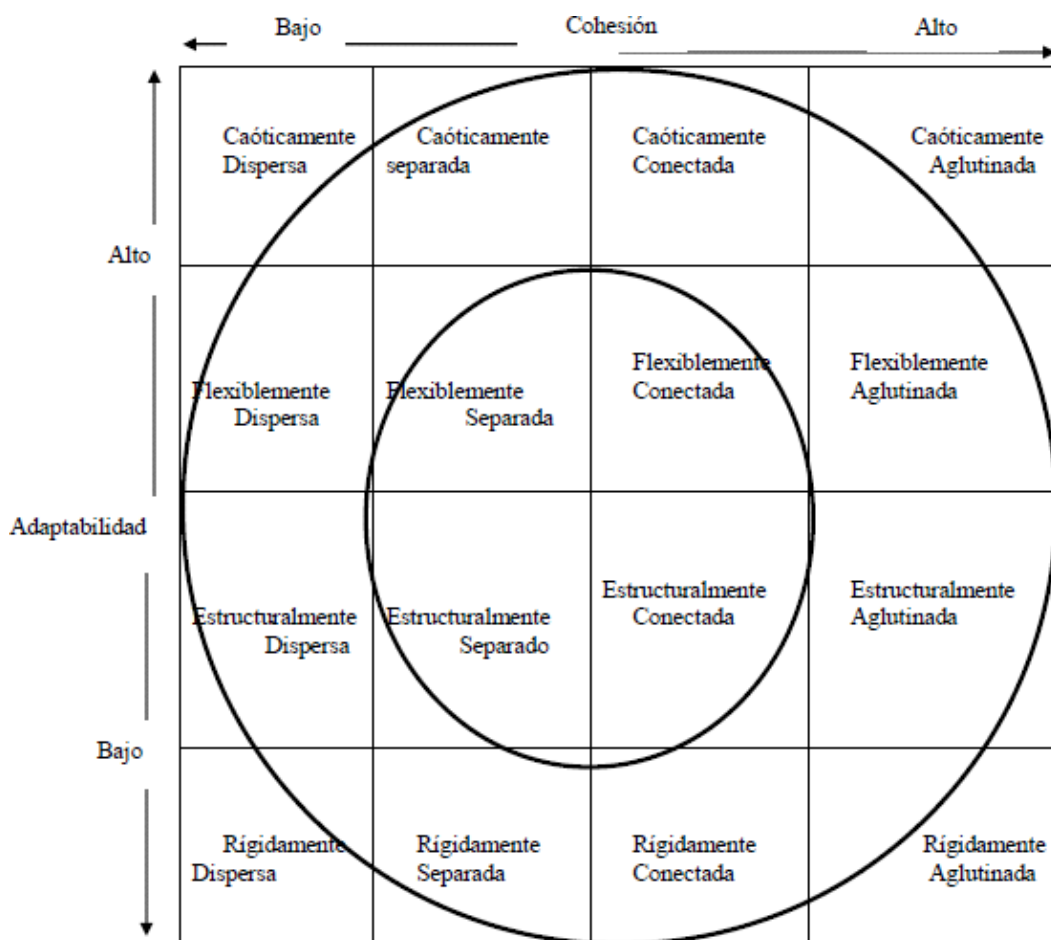 Bajo Cohesión Alto
Caóticamente Caóticamente Caóticamente Caóticamente
Dispersa separada Conectada Aglutinada
Alto
Flexiblemente Flexiblemente
Conectada Aglutinada
Flexiblemente Flexiblemente
Dispersa Separada
Adaptabilidad
Estructuralmente Estructuralmente
Conectada Aglutinada
Estructuralmente Estructuralmente
Dispersa Separado
Bajo
Rígidamente Rígidamente Rígidamente Rígidamente
Dispersa Separada Conectada Aglutinada